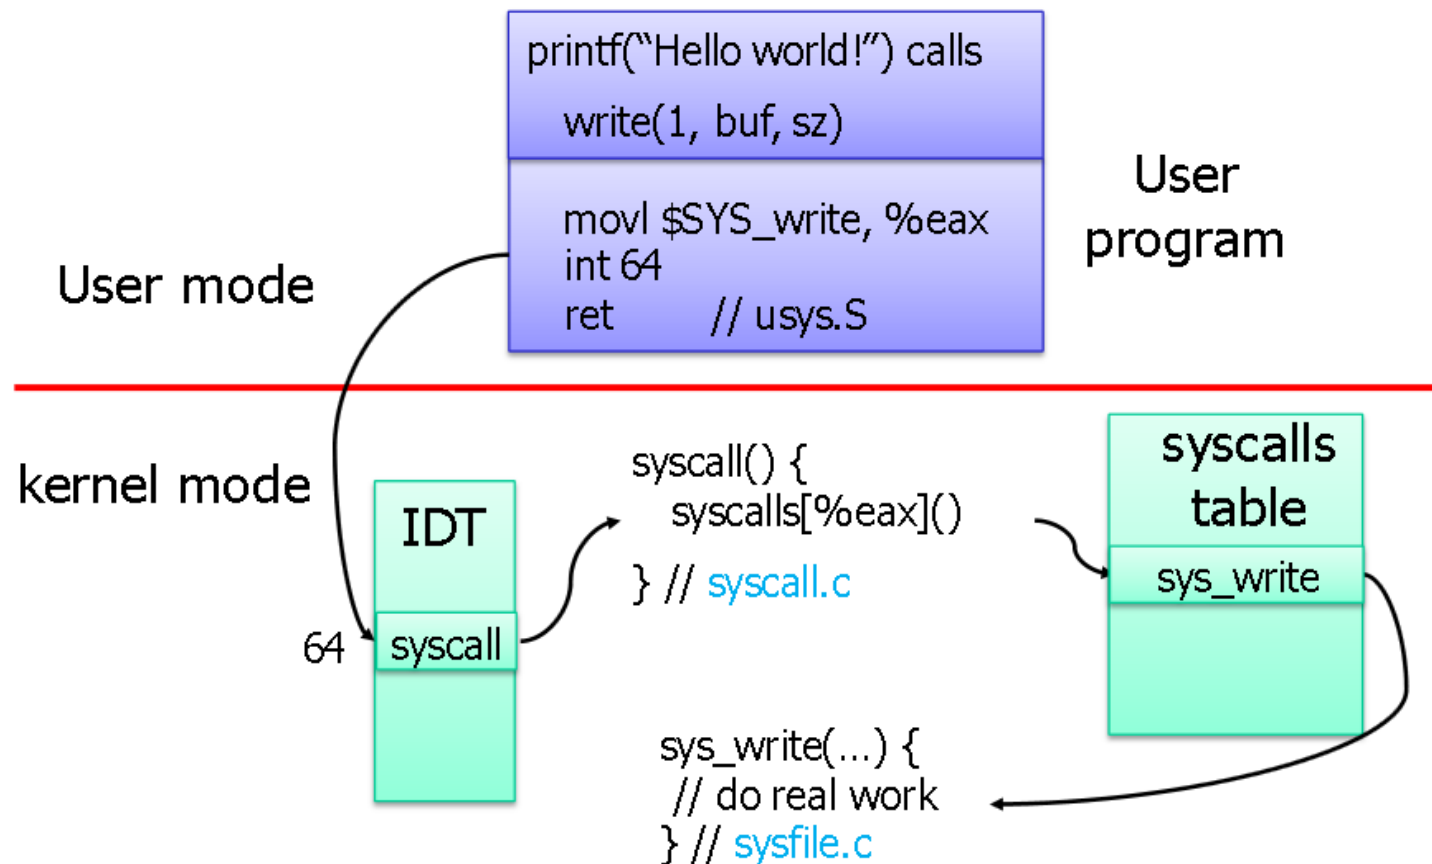 printf(“Hello world!”) calls
write(1, buf, sz)
movl $SYS_write, %eax
int 64
ret // usys.S
User
program
User mode
kernel mode
IDT
64
syscall
syscall() {
syscalls[%eax]()
} // syscall.c
syscalls
table
sys_write
sys_write(...) {
// do real work
} // sysfile.c